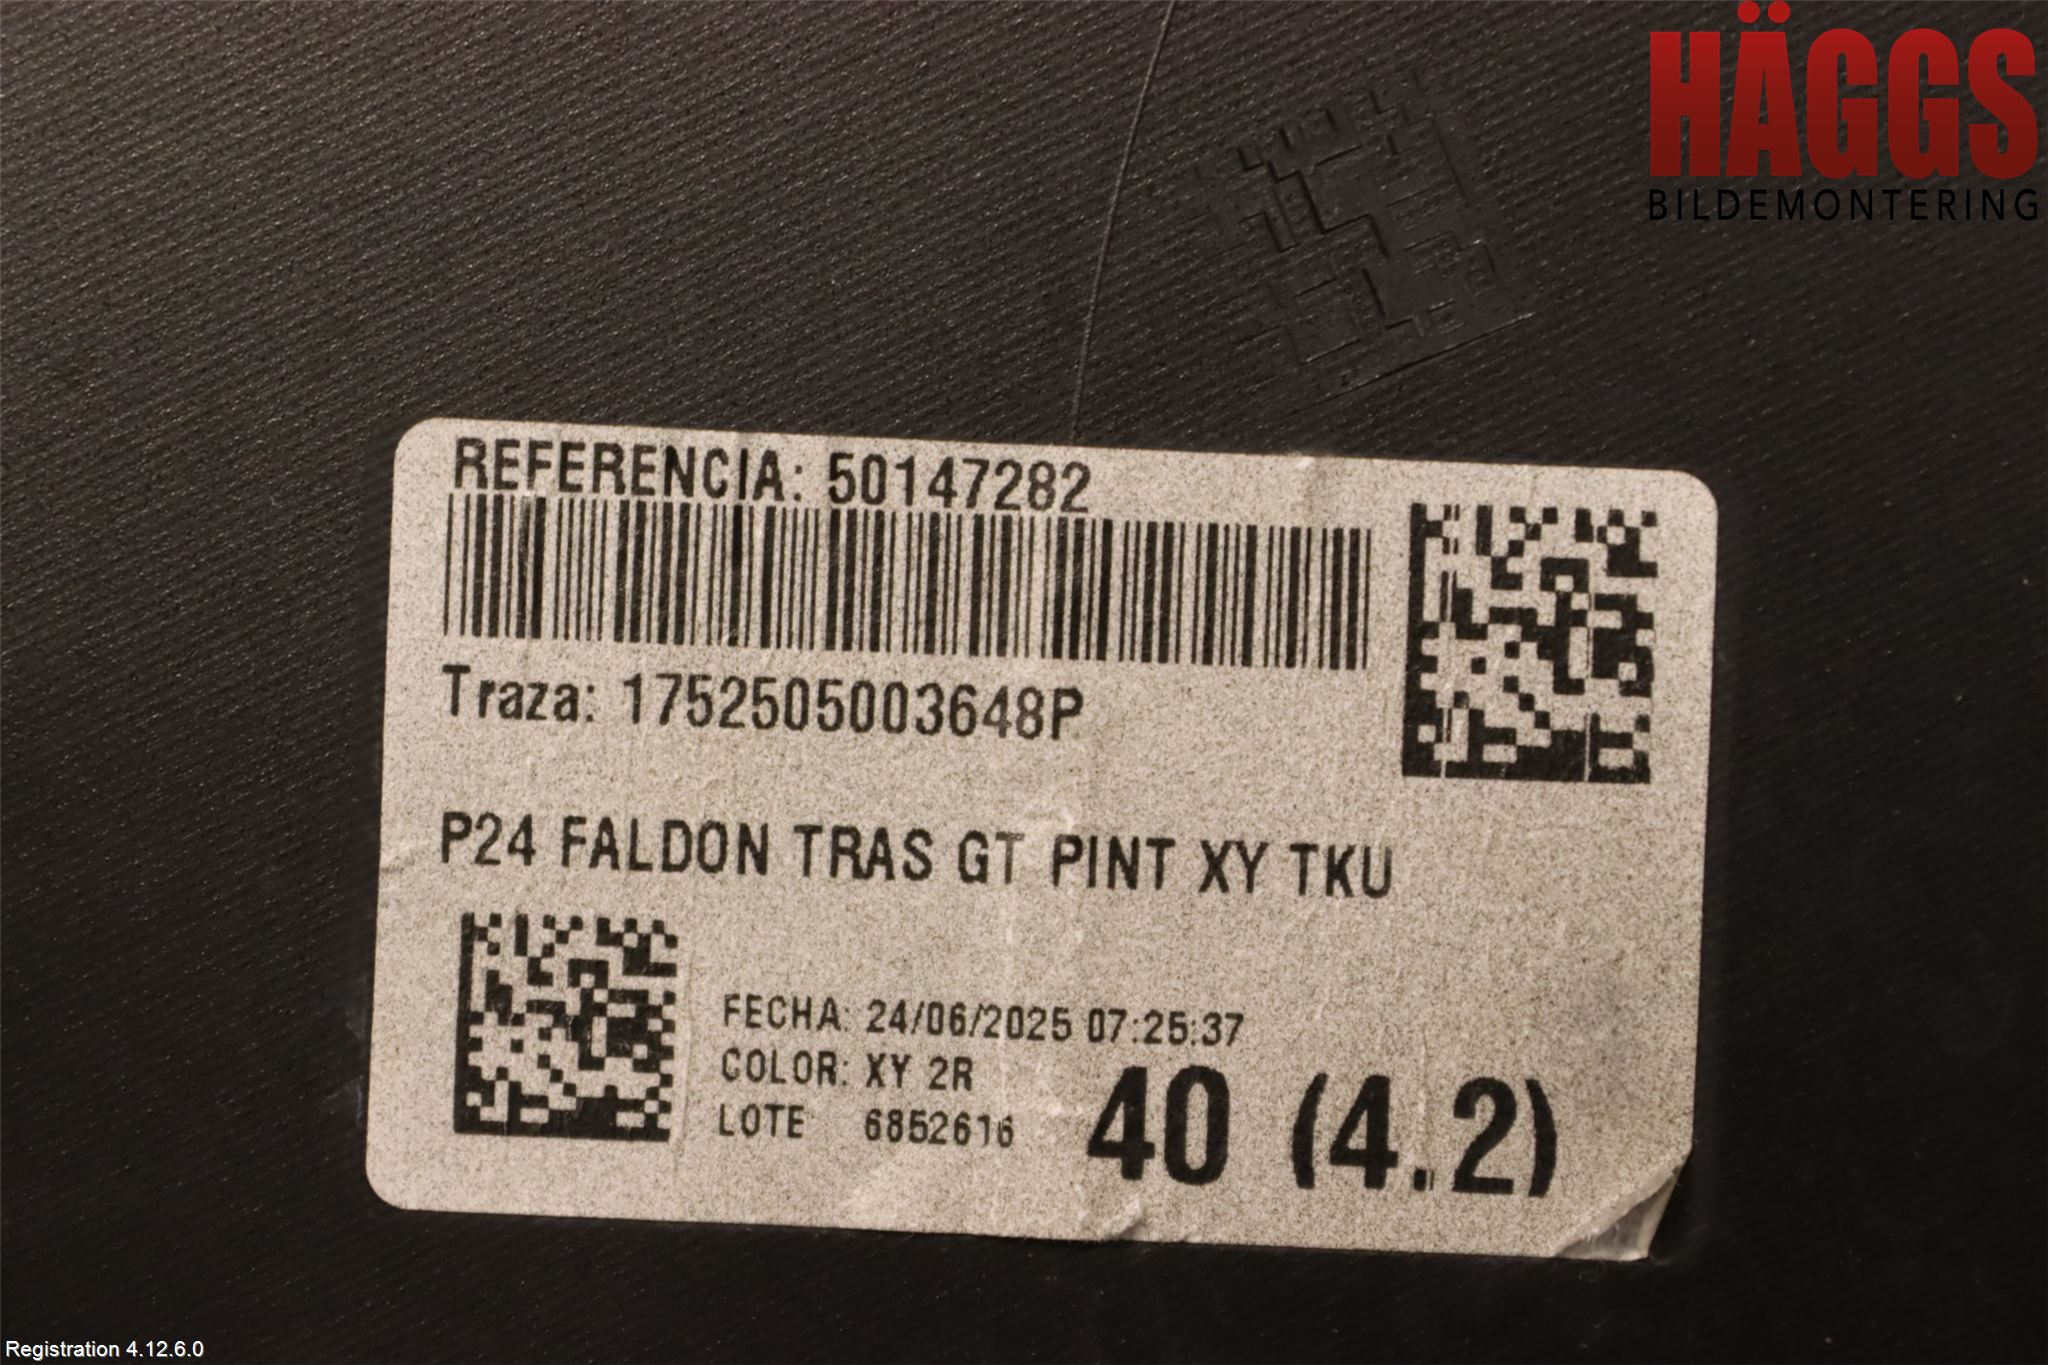 HÄGGS
BILDEMONTERING
REFERENCIA: 50147282
Traza: 1752505003648P
P24 FALDON TRAS GT PINT XY TKU
FECHA: 24/06/2025 07:25:37
COLOR: XY 2R
LOTE 6852616
40 (4.2)
Registration 4.12.6.0